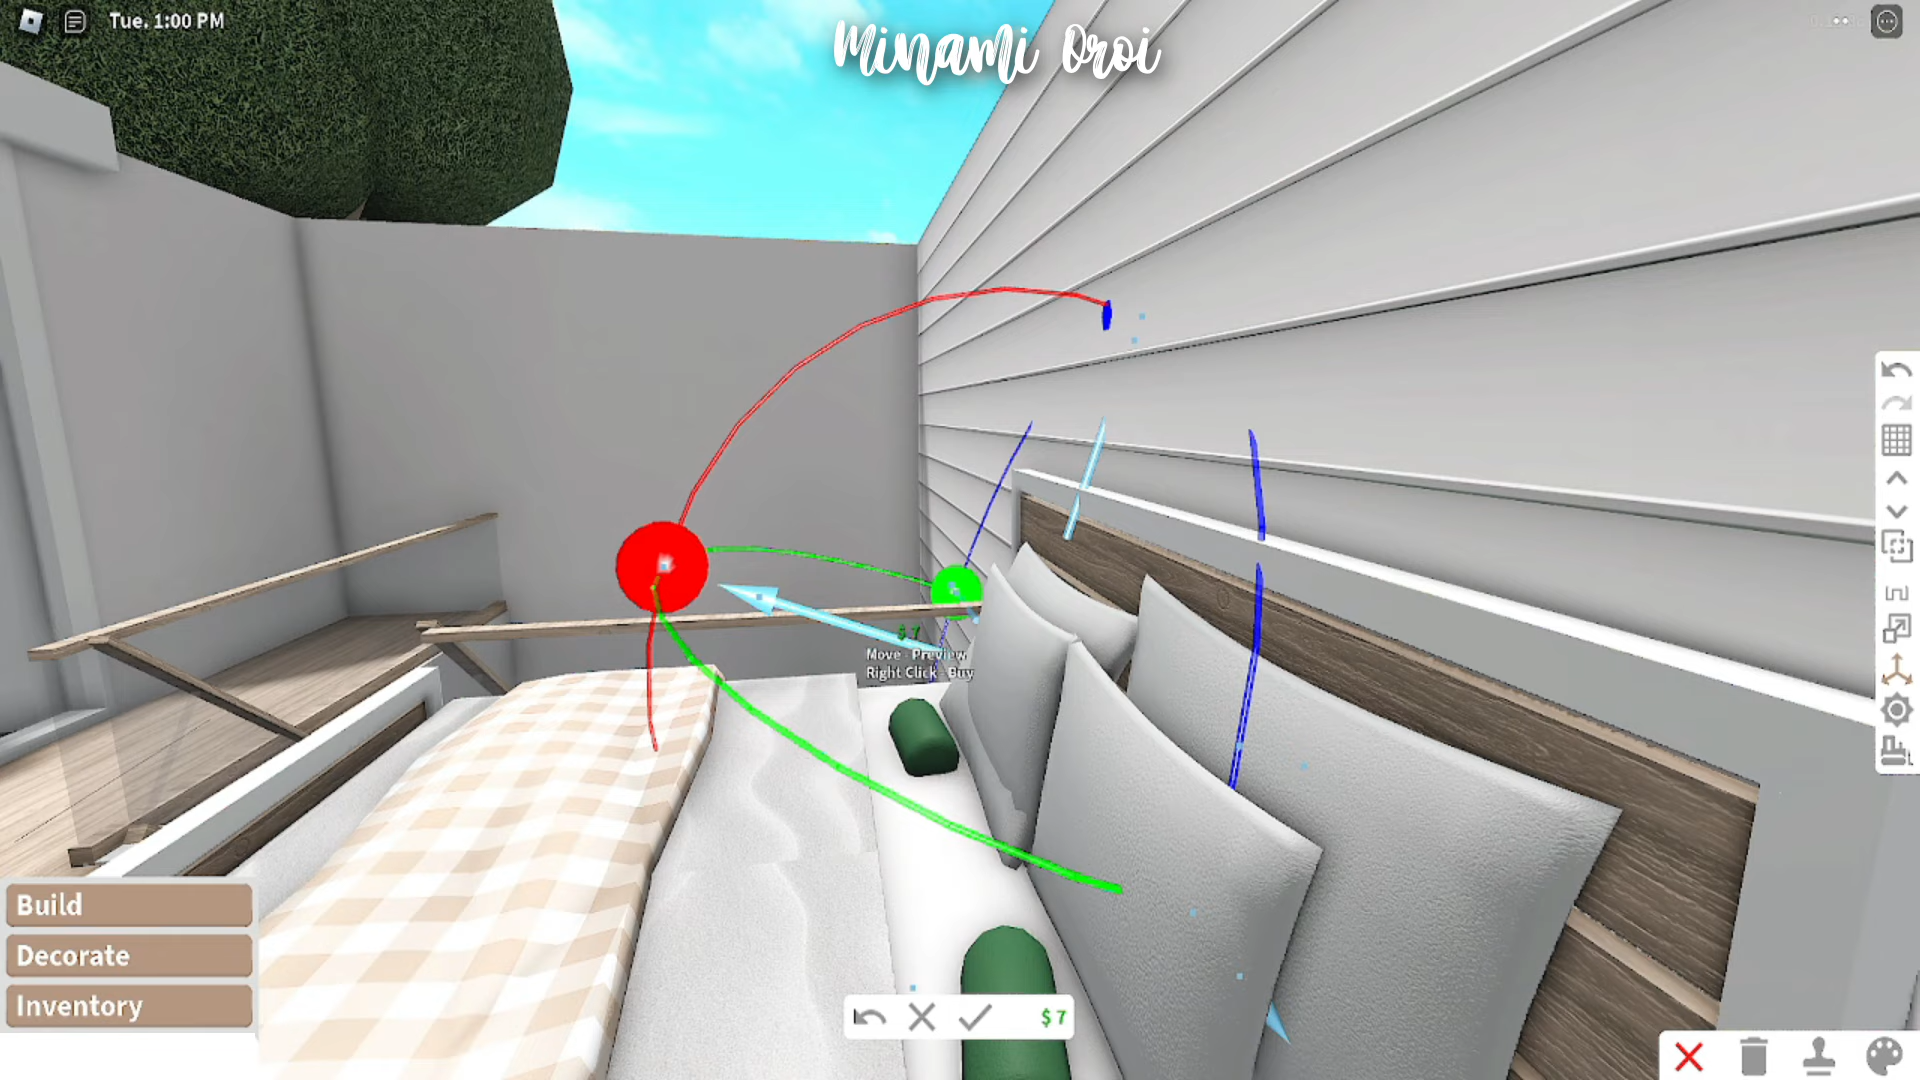 Tue. 1:00 PM
Minami Oroi
$ 7
Move - Preview
Right Click - Buy
Build
Decorate
Inventory
$ 7